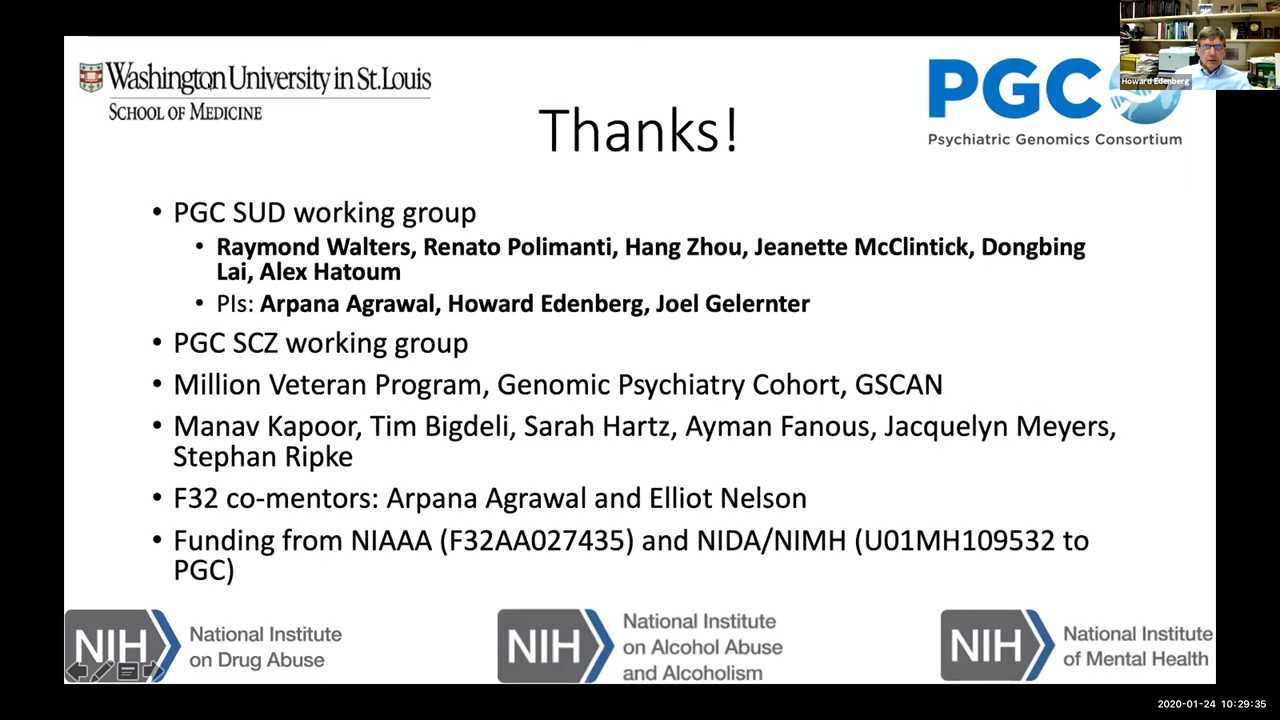 Washington University in St. Louis
SCHOOL OF MEDICINE
PGC
Psychiatric Genomics Consortium
Howard Edenberg
Thanks!
• PGC SUD working group
• Raymond Walters, Renato Polimanti, Hang Zhou, Jeanette McClintick, Dongbing
Lai, Alex Hatoum
• PIs: Arpana Agrawal, Howard Edenberg, Joel Gelernter
• PGC SCZ working group
• Million Veteran Program, Genomic Psychiatry Cohort, GSCAN
• Manav Kapoor, Tim Bigdeli, Sarah Hartz, Ayman Fanous, Jacquelyn Meyers,
Stephan Ripke
• F32 co-mentors: Arpana Agrawal and Elliot Nelson
• Funding from NIAAA (F32AA027435) and NIDA/NIMH (U01MH109532 to
PGC)
NIH
National Institute
on Drug Abuse
NIH
National Institute
on Alcohol Abuse
and Alcoholism
NIH
National Institute
of Mental Health
2020-01-24 10:29:35